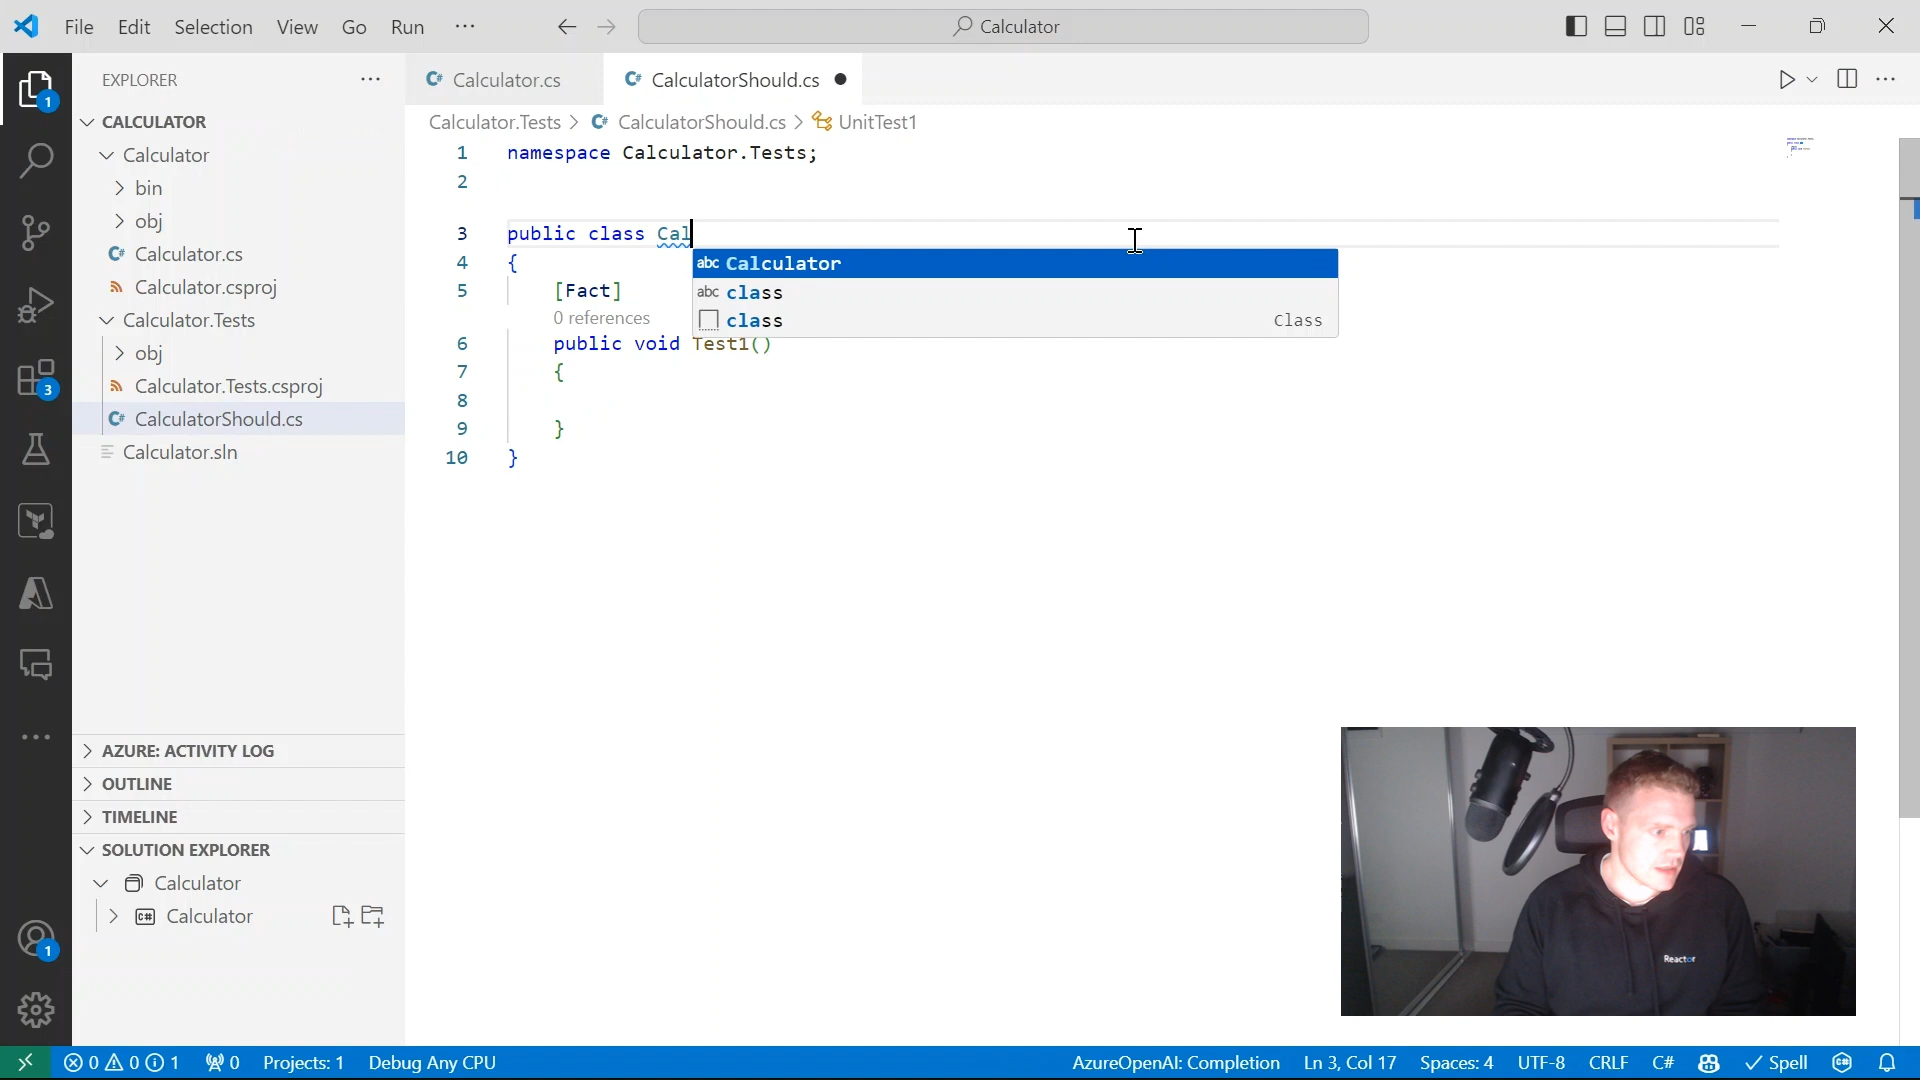 File Edit Selection View Go Run ···
Calculator
EXPLORER
Calculator.cs
CalculatorShould.cs
CALCULATOR
Calculator
bin
obj
Calculator.cs
Calculator.csproj
Calculator.Tests
obj
Calculator.Tests.csproj
CalculatorShould.cs
Calculator.sln
AZURE: ACTIVITY LOG
OUTLINE
TIMELINE
SOLUTION EXPLORER
Calculator
Calculator
1
3
1
Calculator.Tests > CalculatorShould.cs > UnitTest1
1 namespace Calculator.Tests;
2
3 public class Cal
4 {
5 [Fact]
0 references
6 public void Test1()
7 {
8
9 }
10 }
abc Calculator
abc class
class Class
Reactor
0 0 1 0 Projects: 1 Debug Any CPU AzureOpenAI: Completion Ln 3, Col 17 Spaces: 4 UTF-8 CRLF C# Spell